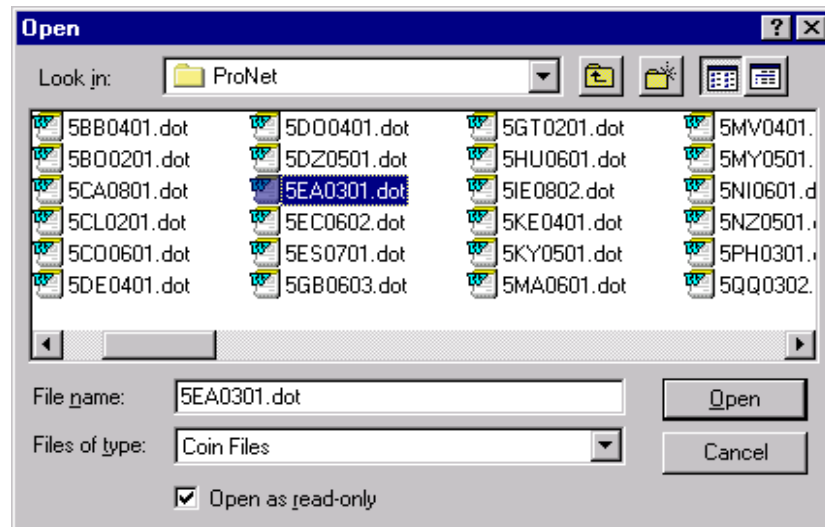 Open
Look in: ProNet
5BB0401.dot 5DO0401.dot 5GT0201.dot 5MV0401.
5BO0201.dot 5DZ0501.dot 5HU0601.dot 5MY0501.
5CA0801.dot 5EA0301.dot 5IE0802.dot 5NI0601.d
5CL0201.dot 5EC0602.dot 5KE0401.dot 5NZ0501.
5CO0601.dot 5ES0701.dot 5KY0501.dot 5PH0301.
5DE0401.dot 5GB0603.dot 5MA0601.dot 5QQ0302.
File name: 5EA0301.dot Open
Files of type: Coin Files Cancel
Open as read-only